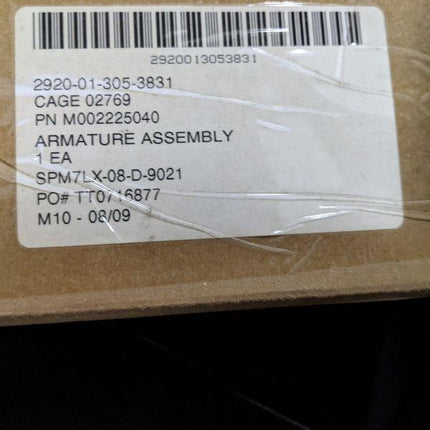 2920013053831
2920-01-305-3831
CAGE 02769
PN M002225040
ARMATURE ASSEMBLY
1 EA
SPM7LX-08-D-9021
PO# TT0716877
M10 - 08/09